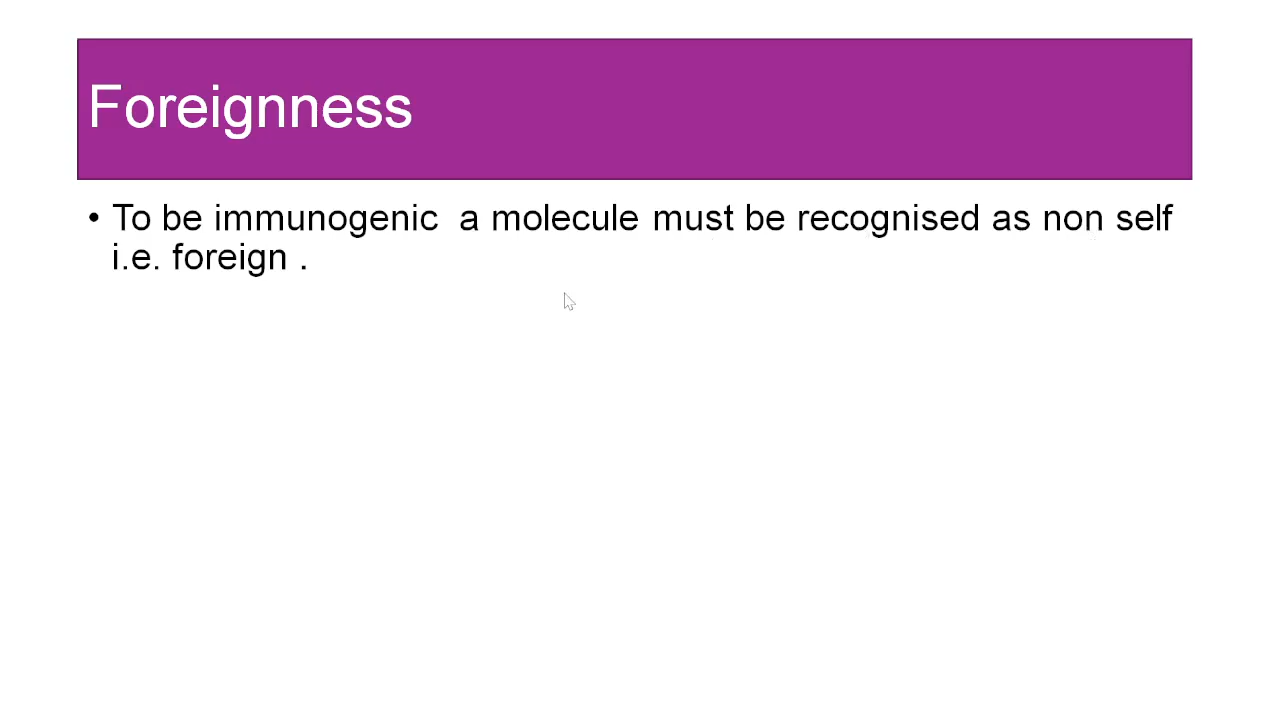 Foreignness
• To be immunogenic  a molecule must be recognised as non self
i.e. foreign .